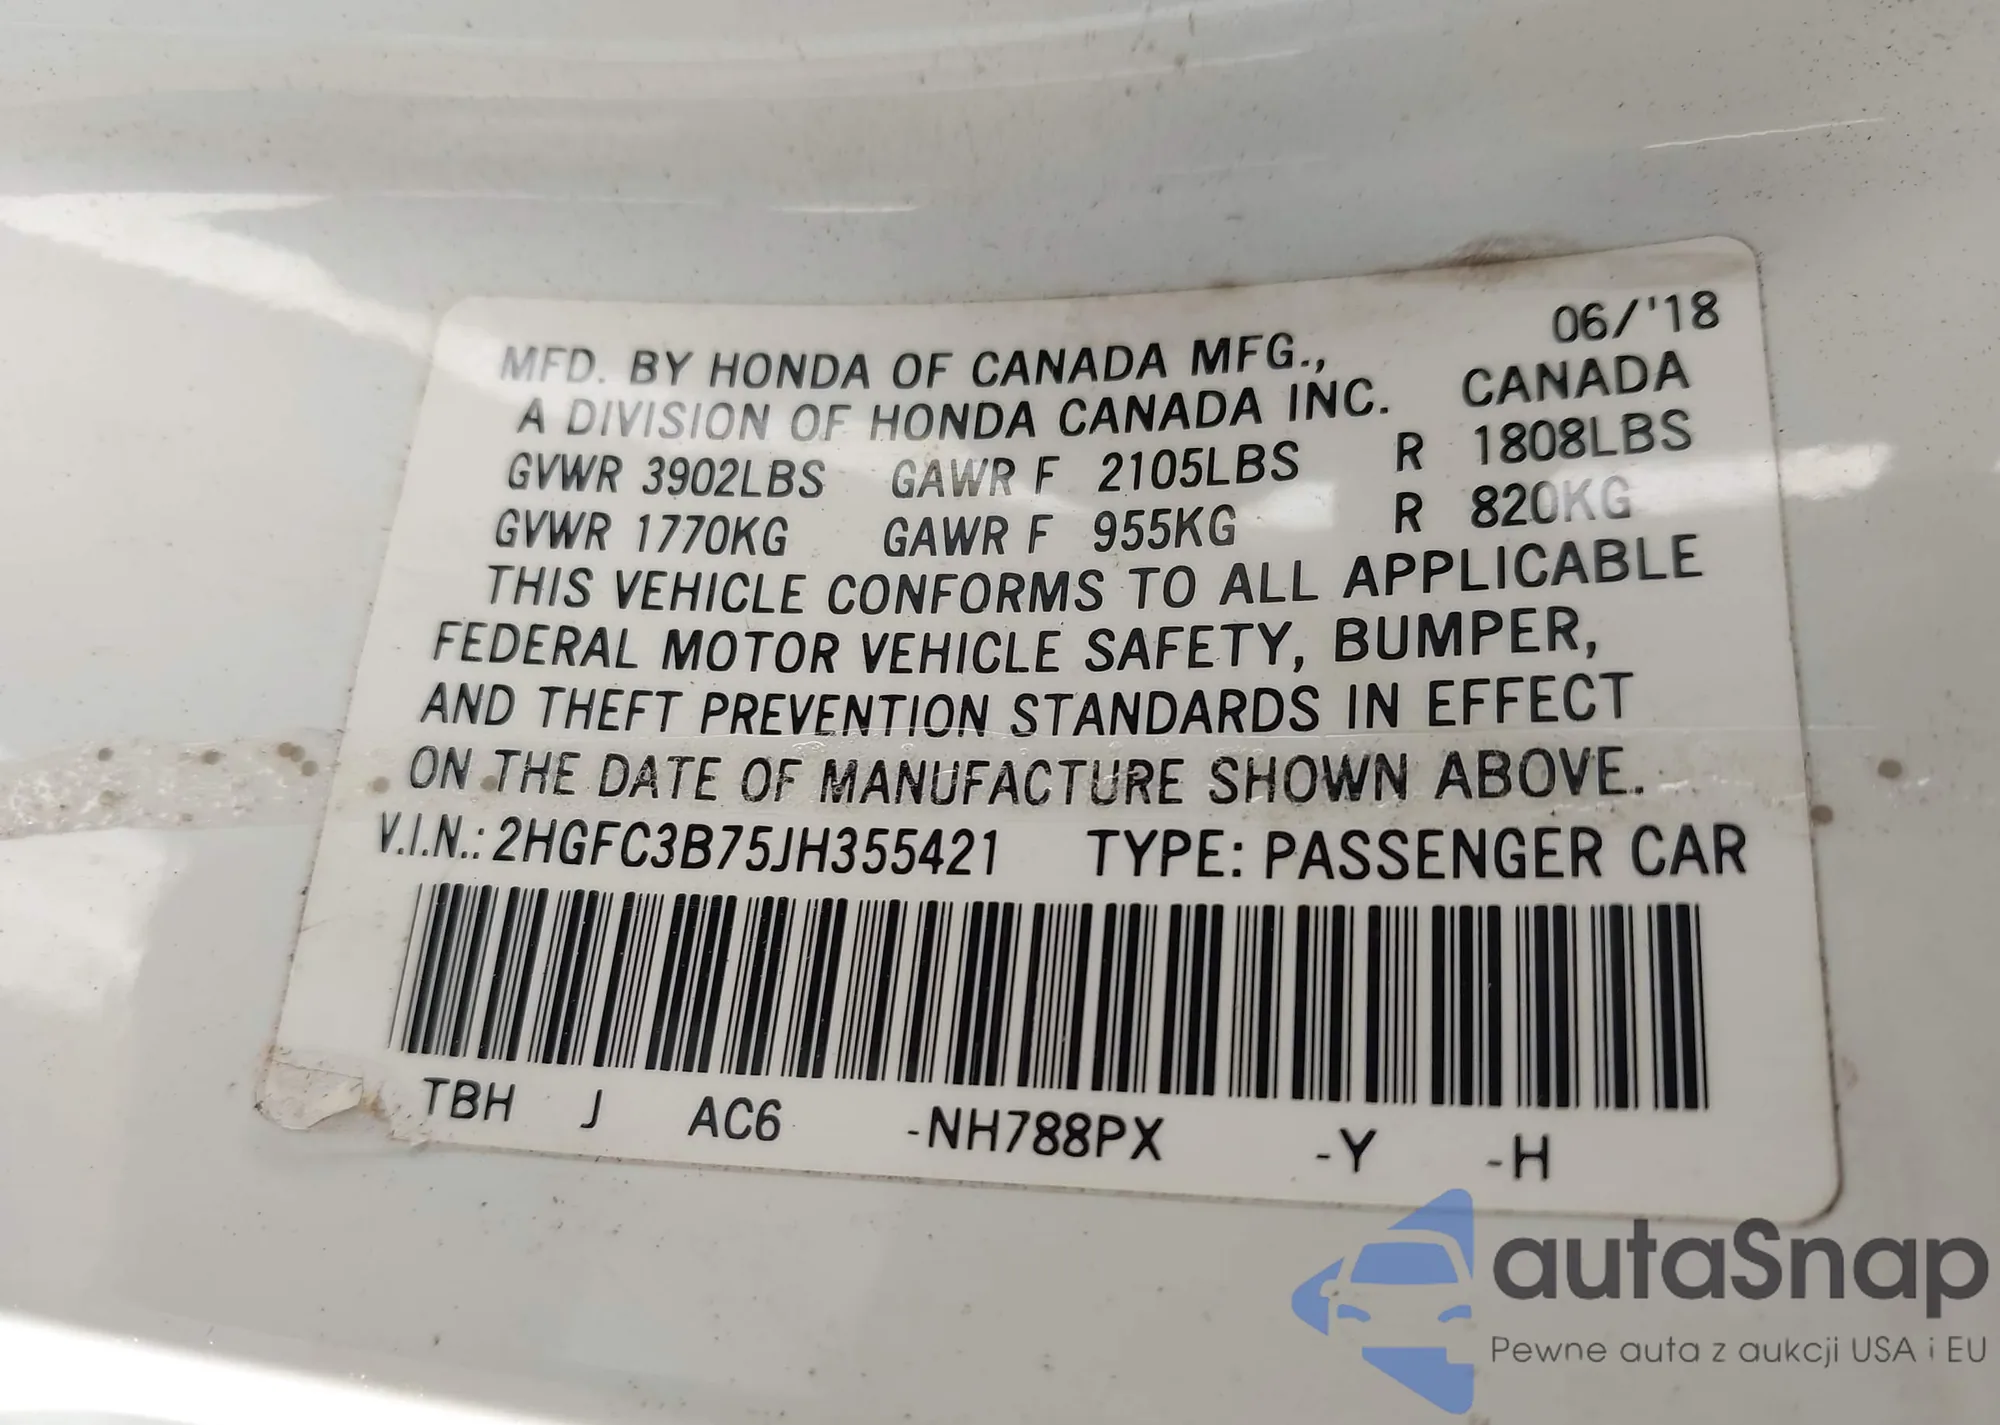 06/'18
MFD. BY HONDA OF CANADA MFG.,
A DIVISION OF HONDA CANADA INC. CANADA
GVWR 3902LBS GAWR F 2105LBS R 1808LBS
GVWR 1770KG GAWR F 955KG R 820KG
THIS VEHICLE CONFORMS TO ALL APPLICABLE
FEDERAL MOTOR VEHICLE SAFETY, BUMPER,
AND THEFT PREVENTION STANDARDS IN EFFECT
ON THE DATE OF MANUFACTURE SHOWN ABOVE.
V.I.N.: 2HGFC3B75JH355421 TYPE: PASSENGER CAR
TBH J AC6 -NH788PX -Y -H
autaSnap
Pewne auta z aukcji USA i EU